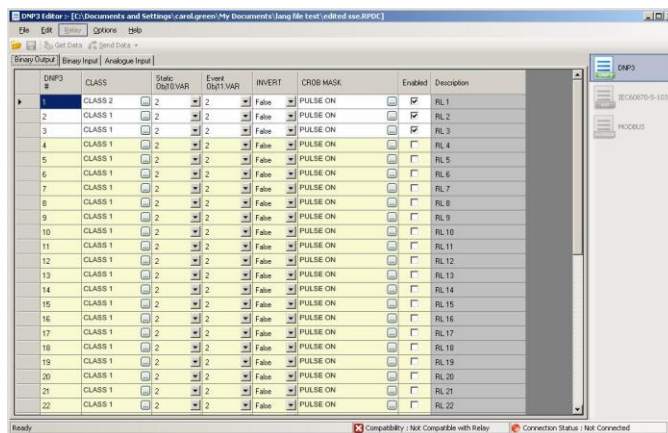 DNP3 Editor :- [C:\Documents and Settings\carol.green\My Documents\lang file test\edited sse.RPDC]
File Edit Relay Options Help
Get Data Send Data
Binary Output Binary Input Analogue Input
DNP3 # CLASS Static Obj10.VAR Event Obj11.VAR INVERT CROB MASK Enabled Description
1 CLASS 2 ... 2 2 False PULSE ON ... RL 1
2 CLASS 1 ... 2 2 False PULSE ON ... RL 2
3 CLASS 1 ... 2 2 False PULSE ON ... RL 3
4 CLASS 1 ... 2 2 False PULSE ON ... RL 4
5 CLASS 1 ... 2 2 False PULSE ON ... RL 5
6 CLASS 1 ... 2 2 False PULSE ON ... RL 6
7 CLASS 1 ... 2 2 False PULSE ON ... RL 7
8 CLASS 1 ... 2 2 False PULSE ON ... RL 8
9 CLASS 1 ... 2 2 False PULSE ON ... RL 9
10 CLASS 1 ... 2 2 False PULSE ON ... RL 10
11 CLASS 1 ... 2 2 False PULSE ON ... RL 11
12 CLASS 1 ... 2 2 False PULSE ON ... RL 12
13 CLASS 1 ... 2 2 False PULSE ON ... RL 13
14 CLASS 1 ... 2 2 False PULSE ON ... RL 14
15 CLASS 1 ... 2 2 False PULSE ON ... RL 15
16 CLASS 1 ... 2 2 False PULSE ON ... RL 16
17 CLASS 1 ... 2 2 False PULSE ON ... RL 17
18 CLASS 1 ... 2 2 False PULSE ON ... RL 18
19 CLASS 1 ... 2 2 False PULSE ON ... RL 19
20 CLASS 1 ... 2 2 False PULSE ON ... RL 20
21 CLASS 1 ... 2 2 False PULSE ON ... RL 21
22 CLASS 1 ... 2 2 False PULSE ON ... RL 22
DNP3
IEC60870-5-103
MODBUS
Ready Compatibility : Not Compatible with Relay Connection Status : Not Connected